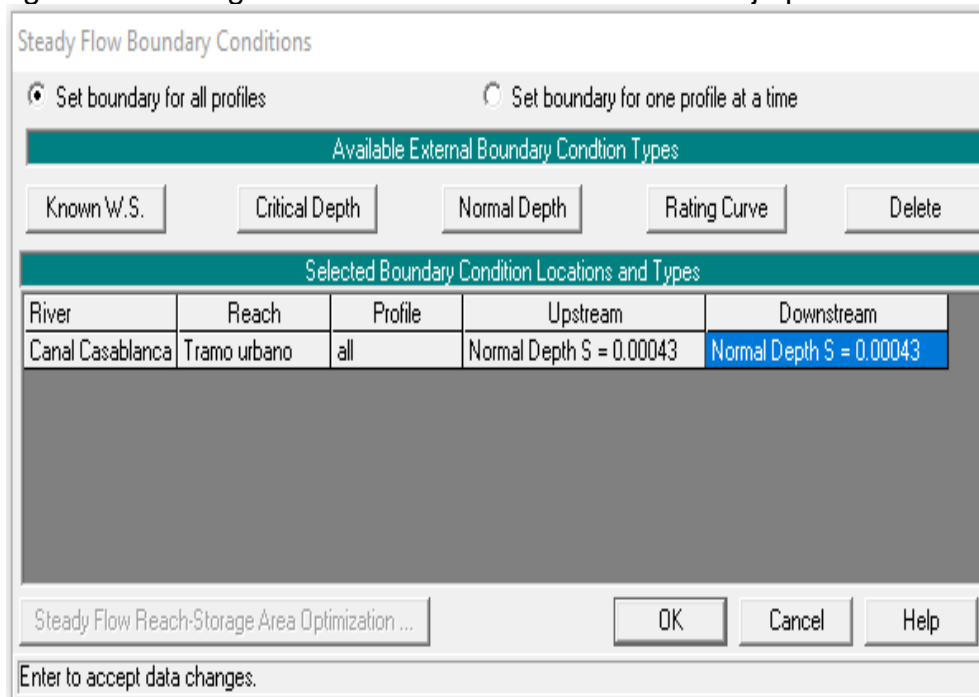 Steady Flow Boundary Conditions
Set boundary for all profiles Set boundary for one profile at a time
Available External Boundary Condtion Types
Known W.S. Critical Depth Normal Depth Rating Curve Delete
Selected Boundary Condition Locations and Types
River Reach Profile Upstream Downstream
Canal Casablanca Tramo urbano all Normal Depth S = 0.00043 Normal Depth S = 0.00043
Steady Flow Reach-Storage Area Optimization ... OK Cancel Help
Enter to accept data changes.